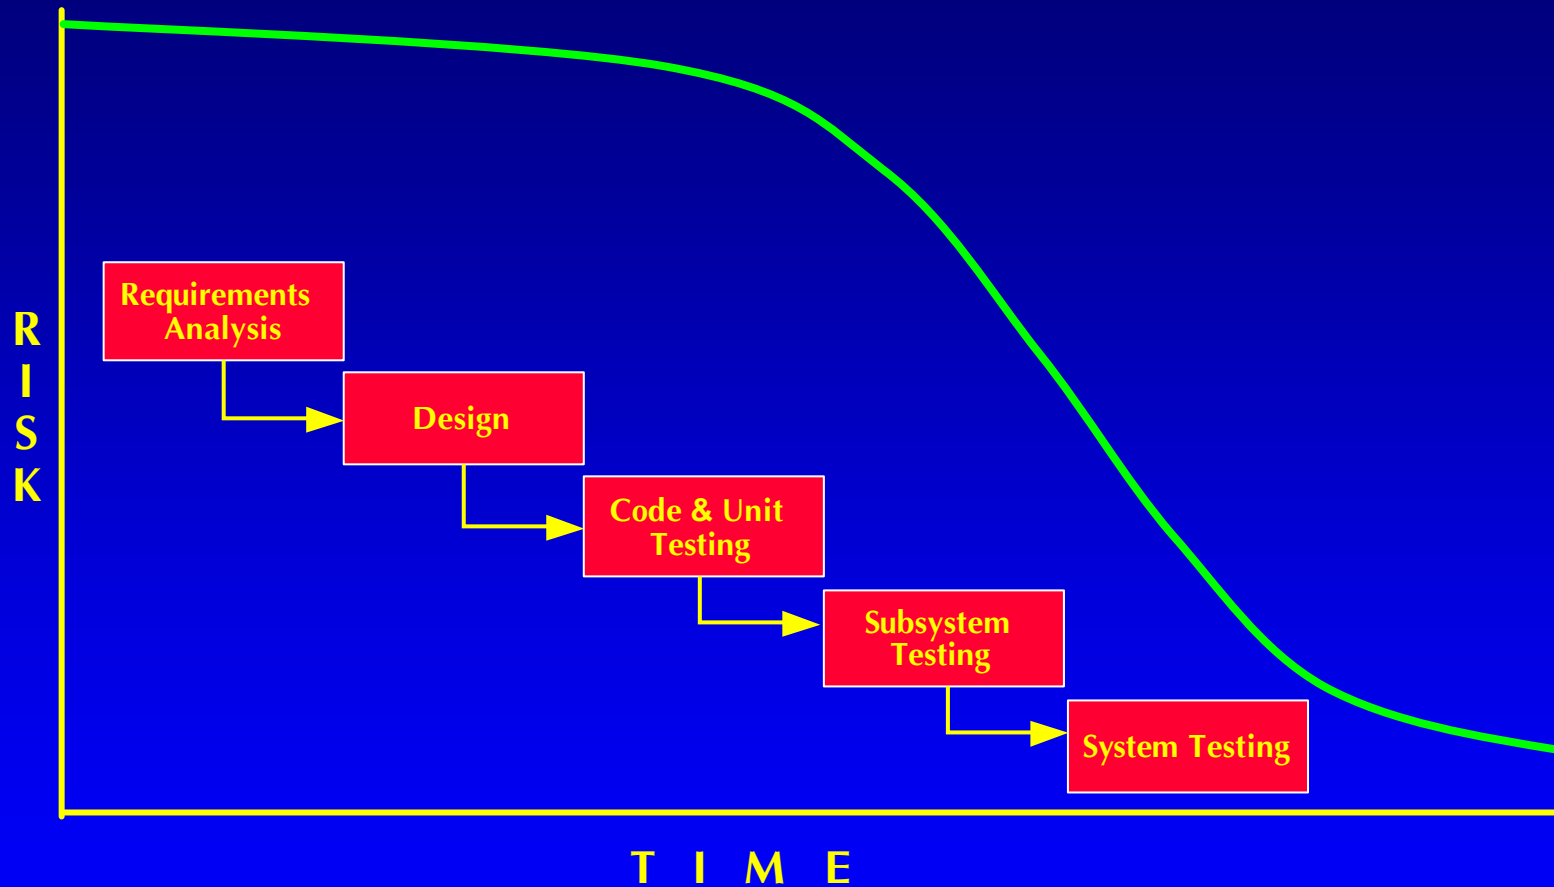 Requirements
Analysis
R
I
S
K
Design
Code & Unit
Testing
Subsystem
Testing
System Testing
T I M E